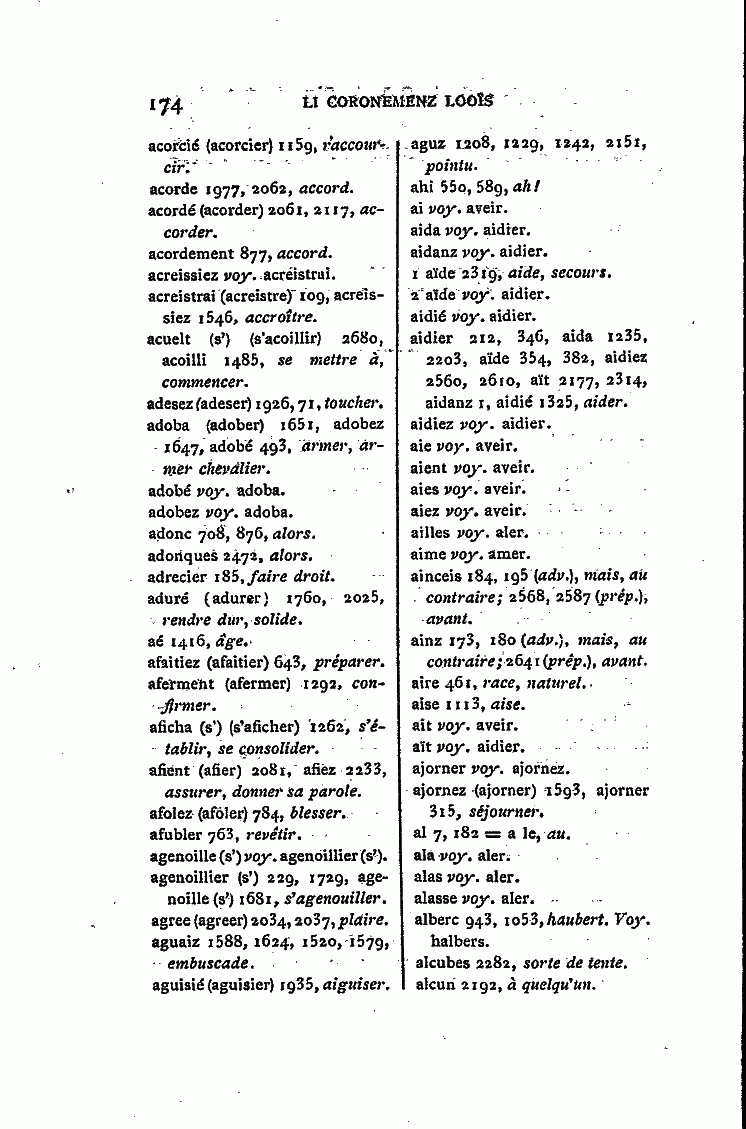 174
LI CORONEMENZ LOOÏS
acorcié (acorcier) 1159, raccour-
cir.
acorde 1977, 2062, accord.
acordé (acorder) 2061, 2117, ac-
corder.
acordement 877, accord.
acreissiez voy. acreistrai.
acreistrai (acreistre) 109, acreis-
siez 1546, accroître.
acuelt (s') (s'acoillir) 2680,
acoilli 1485, se mettre à,
commencer.
adesez (adeser) 1926, 71, toucher.
adoba (adober) 1651, adobez
1647, adobé 493, armer, ar-
mer chevalier.
adobé voy. adoba.
adobez voy. adoba.
adonc 708, 876, alors.
adonques 2472, alors.
adrecier 185, faire droit.
aduré (adurer) 1760, 2025,
rendre dur, solide.
aé 1416, âge.
afaitiez (afaitier) 643, préparer.
aferment (afermer) 1292, con-
firmer.
aficha (s') (s'aficher) 1262, s'é-
tablir, se consolider.
afient (afier) 2081, afiez 2233,
assurer, donner sa parole.
afolez (afoler) 784, blesser.
afubler 763, revêtir.
agenoille (s') voy. agenoillier (s').
agenoillier (s') 229, 1729, age-
noille (s') 1681, s'agenouiller.
agree (agreer) 2034, 2037, plaire.
aguaiz 1588, 1624, 1520, 1579,
embuscade.
aguisié (aguisier) 1935, aiguiser.
aguz 1208, 1229, 1242, 2151,
pointu.
ahi 550, 589, ah!
ai voy. aveir.
aida voy. aidier.
aidanz voy. aidier.
1 aïde 2319, aide, secours.
2 aïde voy. aidier.
aidié voy. aidier.
aidier 212, 346, aida 1235,
2203, aïde 354, 382, aidiez
2560, 2610, aït 2177, 2314,
aidanz 1, aidié 1325, aider.
aidiez voy. aidier.
aie voy. aveir.
aient voy. aveir.
aies voy. aveir.
aiez voy. aveir.
ailles voy. aler.
aime voy. amer.
ainceis 184, 195 (adv.), mais, au
contraire; 2568, 2587 (prép.),
avant.
ainz 173, 180 (adv.), mais, au
contraire; 2641 (prép.), avant.
aire 461, race, naturel.
aise 1113, aise.
ait voy. aveir.
aït voy. aidier.
ajorner voy. ajornez.
ajornez (ajorner) 1593, ajorner
315, séjourner.
al 7, 182 = a le, au.
ala voy. aler.
alas voy. aler.
alasse voy. aler.
alberc 943, 1053, haubert. Voy.
halbers.
alcubes 2282, sorte de tente.
alcun 2192, à quelqu'un.